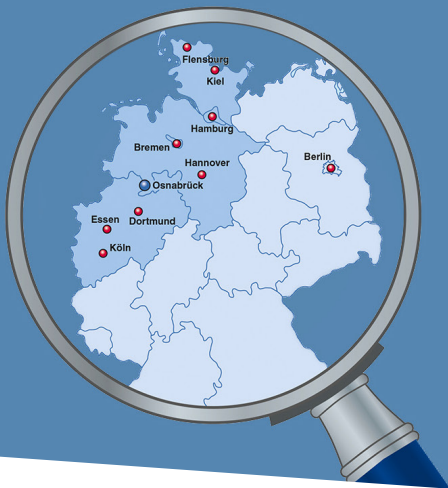 Flensburg
Kiel
Hamburg
Bremen
Hannover
Berlin
Osnabrück
Essen
Dortmund
Köln